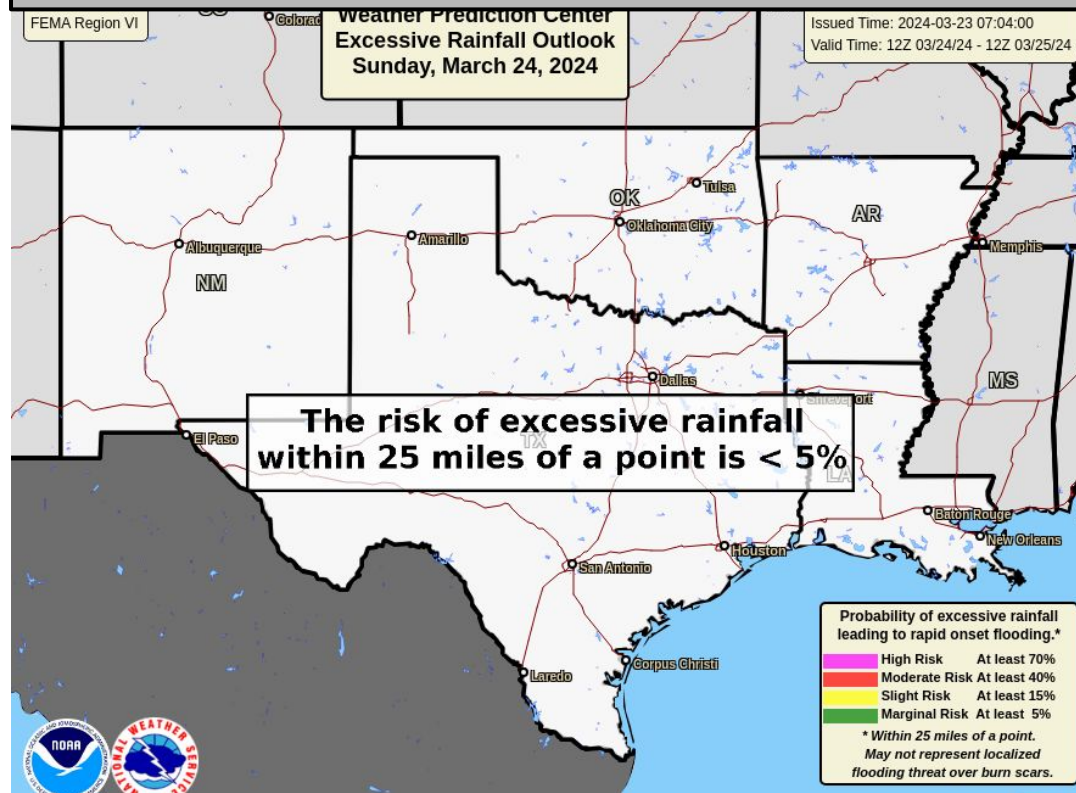 FEMA Region VI
Weather Prediction Center
Excessive Rainfall Outlook
Sunday, March 24, 2024
Issued Time: 2024-03-23 07:04:00
Valid Time: 12Z 03/24/24 - 12Z 03/25/24
Tulsa
OK
Oklahoma City
AR
Albuquerque
Amarillo
Memphis
NM
Dallas
MS
Shreveport
The risk of excessive rainfall
within 25 miles of a point is < 5%
El Paso
TX
LA
Baton Rouge
New Orleans
Houston
San Antonio
Laredo
Corpus Christi
Probability of excessive rainfall
leading to rapid onset flooding.*
High Risk At least 70%
Moderate Risk At least 40%
Slight Risk At least 15%
Marginal Risk At least 5%
* Within 25 miles of a point.
May not represent localized
flooding threat over burn scars.
NOAA
NATIONAL WEATHER SERVICE